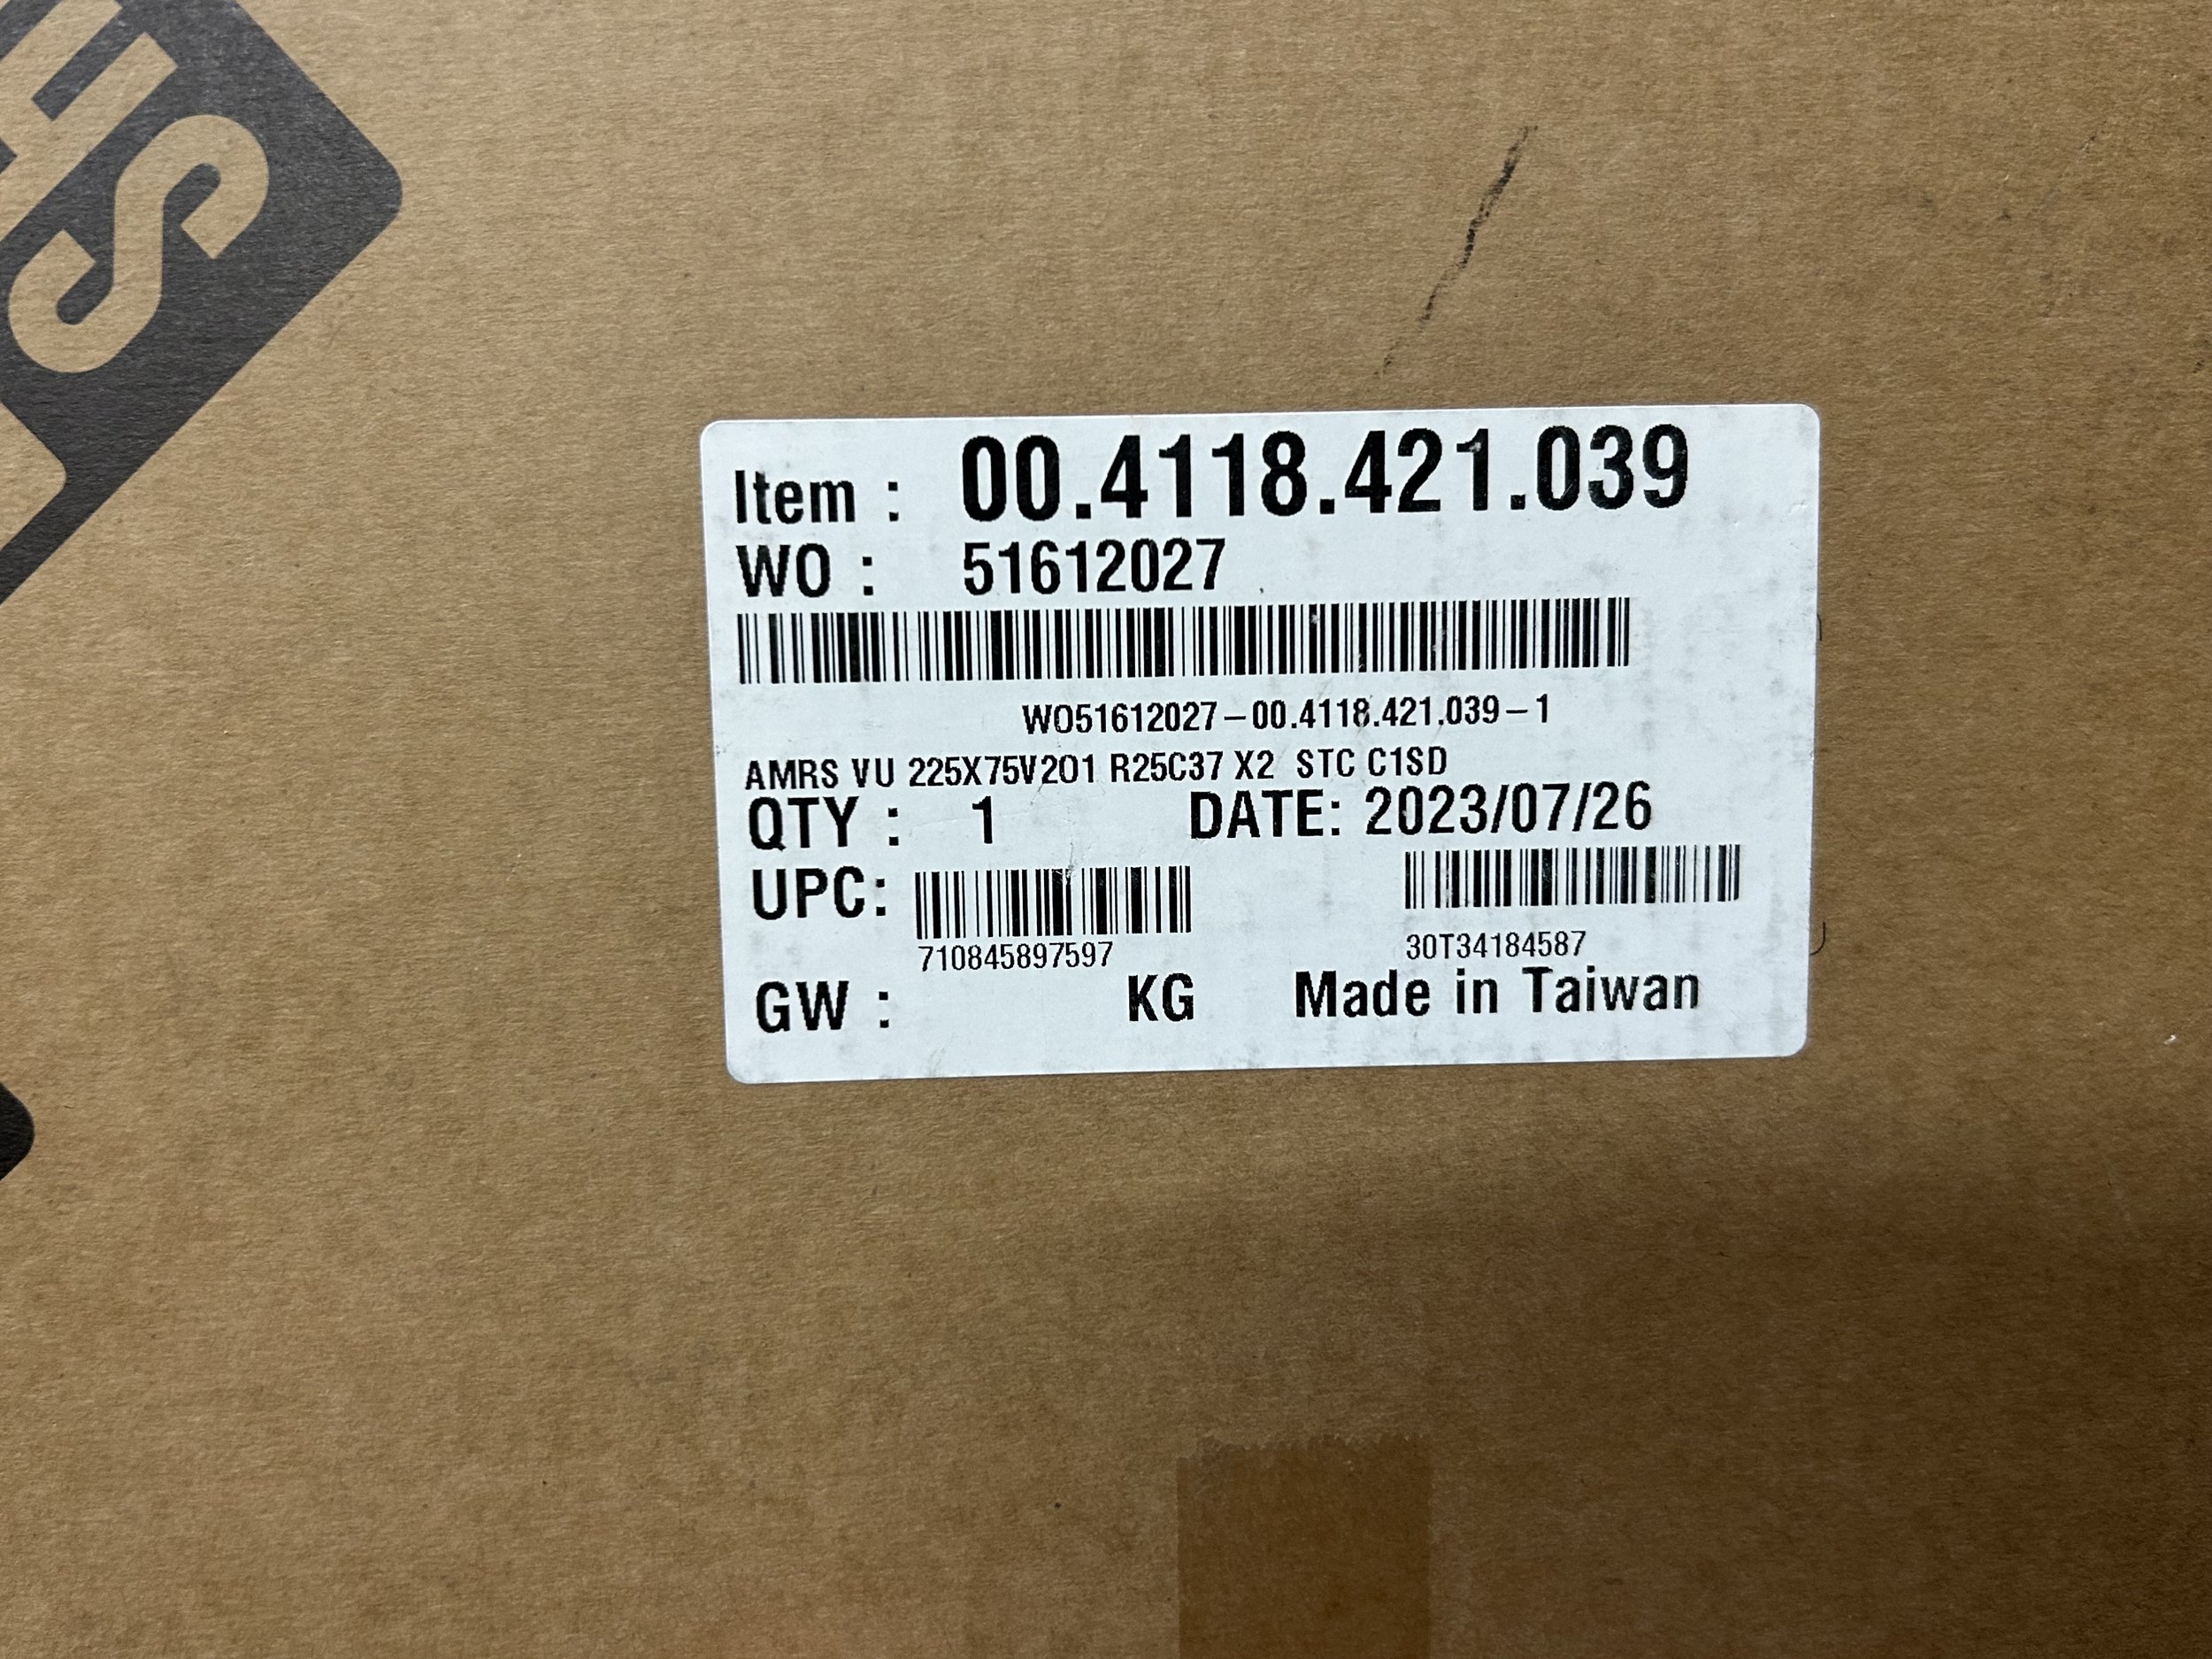 Item : 00.4118.421.039
WO : 51612027
WO51612027-00.4118.421.039-1
AMRS VU 225X75V2O1 R25C37 X2 STC C1SD
QTY : 1 DATE: 2023/07/26
UPC:
710845897597 30T34184587
GW : KG Made in Taiwan